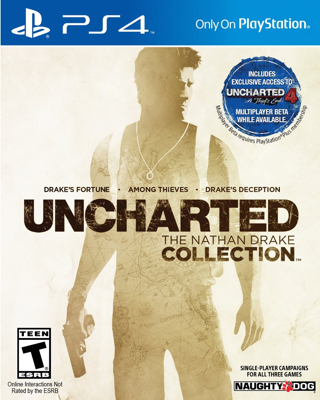 PS4
Only On PlayStation®
INCLUDES
EXCLUSIVE ACCESS TO
UNCHARTED 4
A Thief's End
MULTIPLAYER BETA
WHILE AVAILABLE.
Multiplayer Beta requires PlayStation®Plus membership
DRAKE'S FORTUNE • AMONG THIEVES • DRAKE'S DECEPTION
UNCHARTED
THE NATHAN DRAKE
COLLECTION™
TEEN
T
ESRB
Online Interactions Not
Rated by the ESRB
SINGLE-PLAYER CAMPAIGNS
FOR ALL THREE GAMES
NAUGHTY DOG